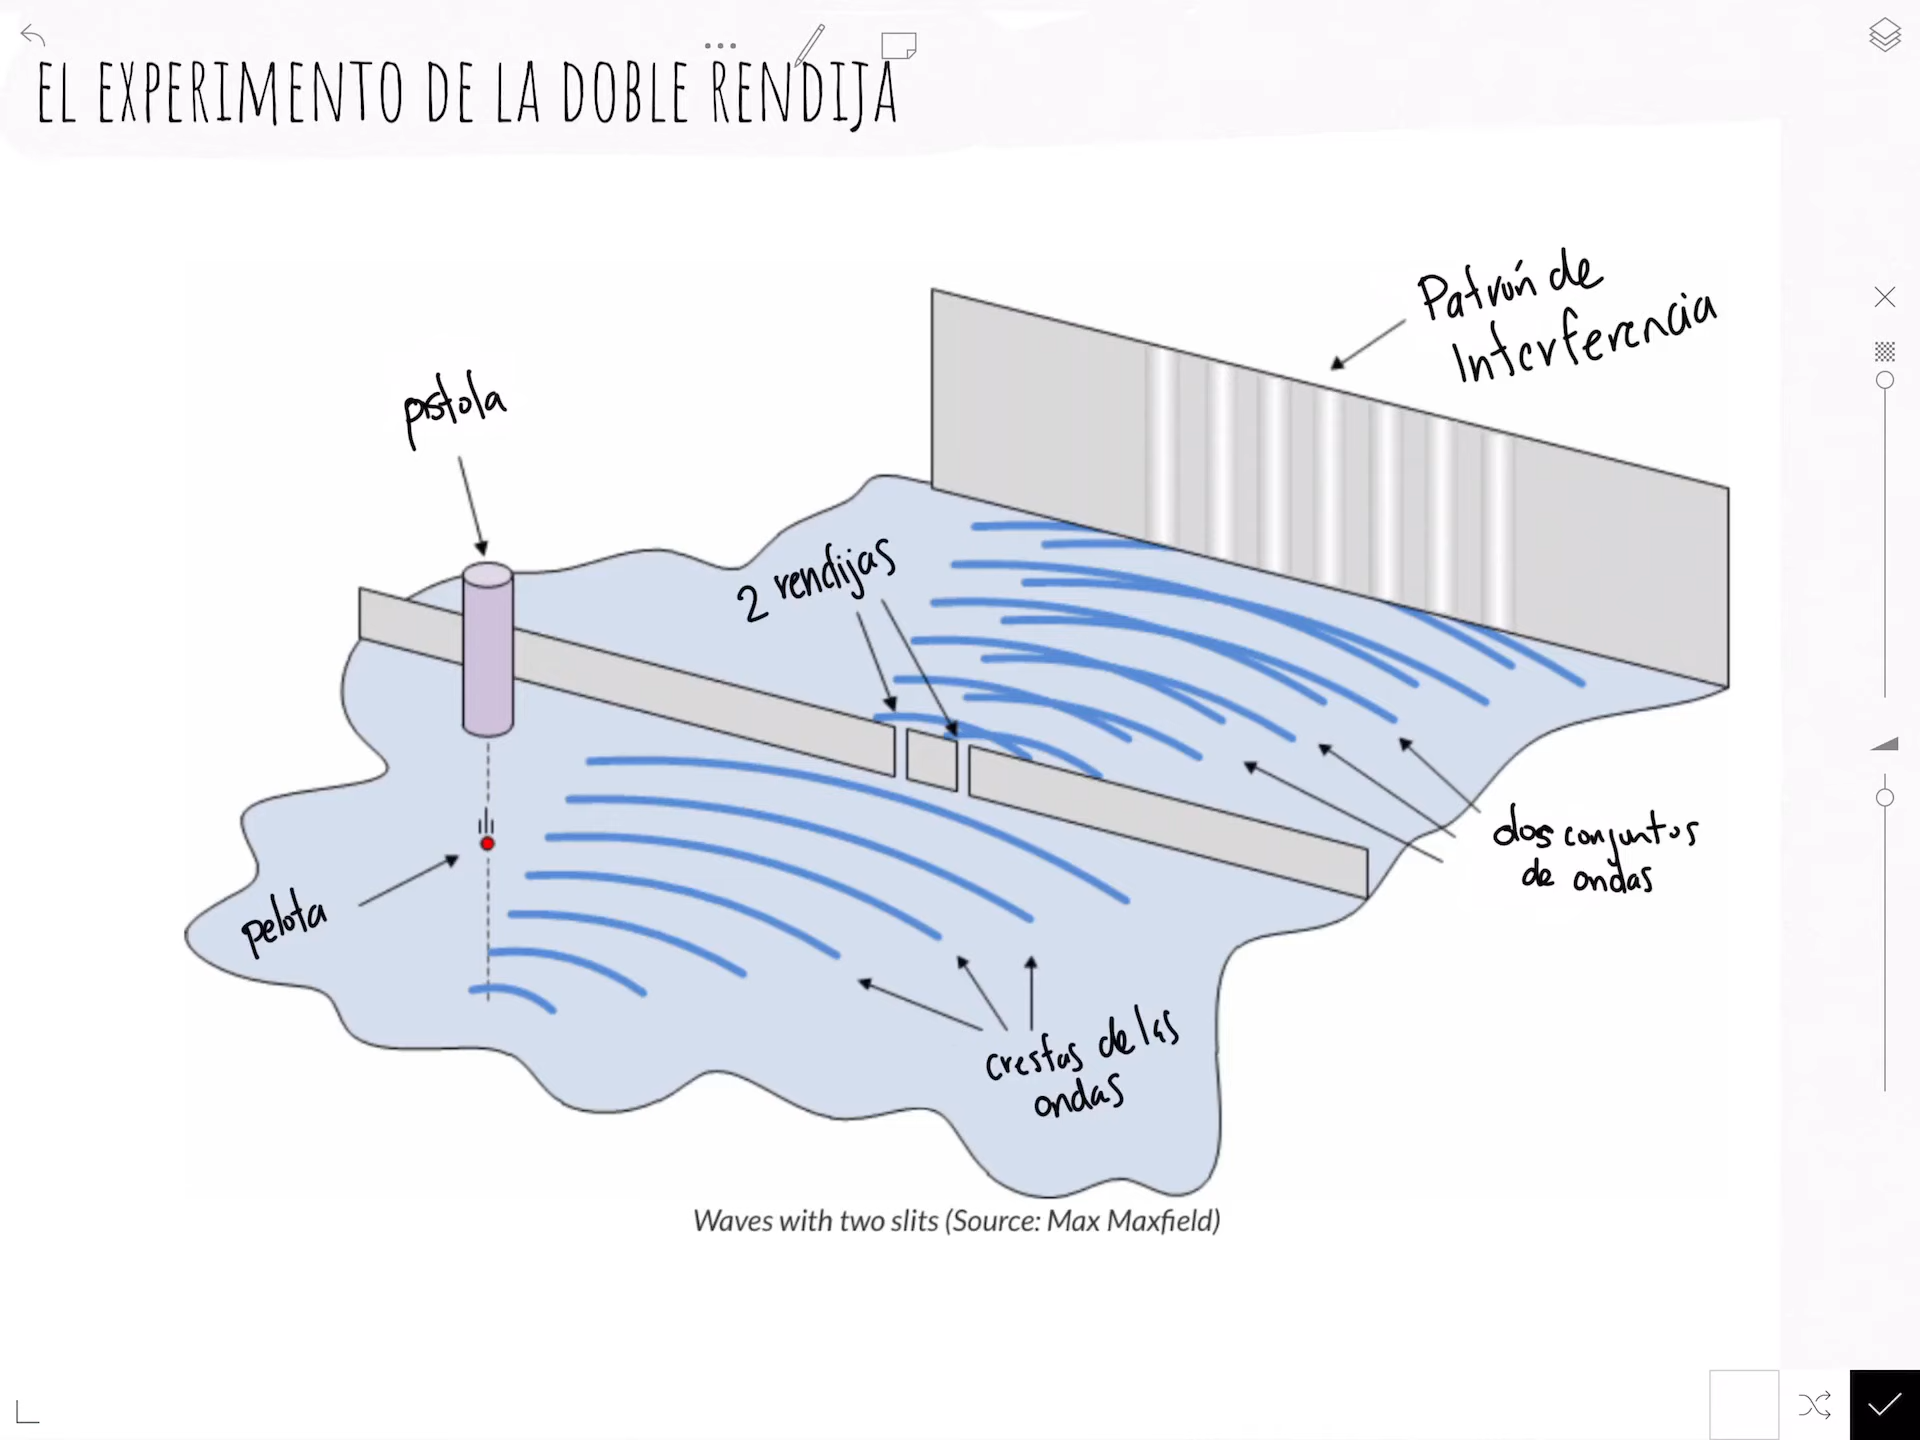 EL EXPERIMENTO DE LA DOBLE RENDIJA
Patrón de
Interferencia
pistola
2 rendijas
dos conjuntos
de ondas
pelota
crestas de las
ondas
Waves with two slits (Source: Max Maxfield)